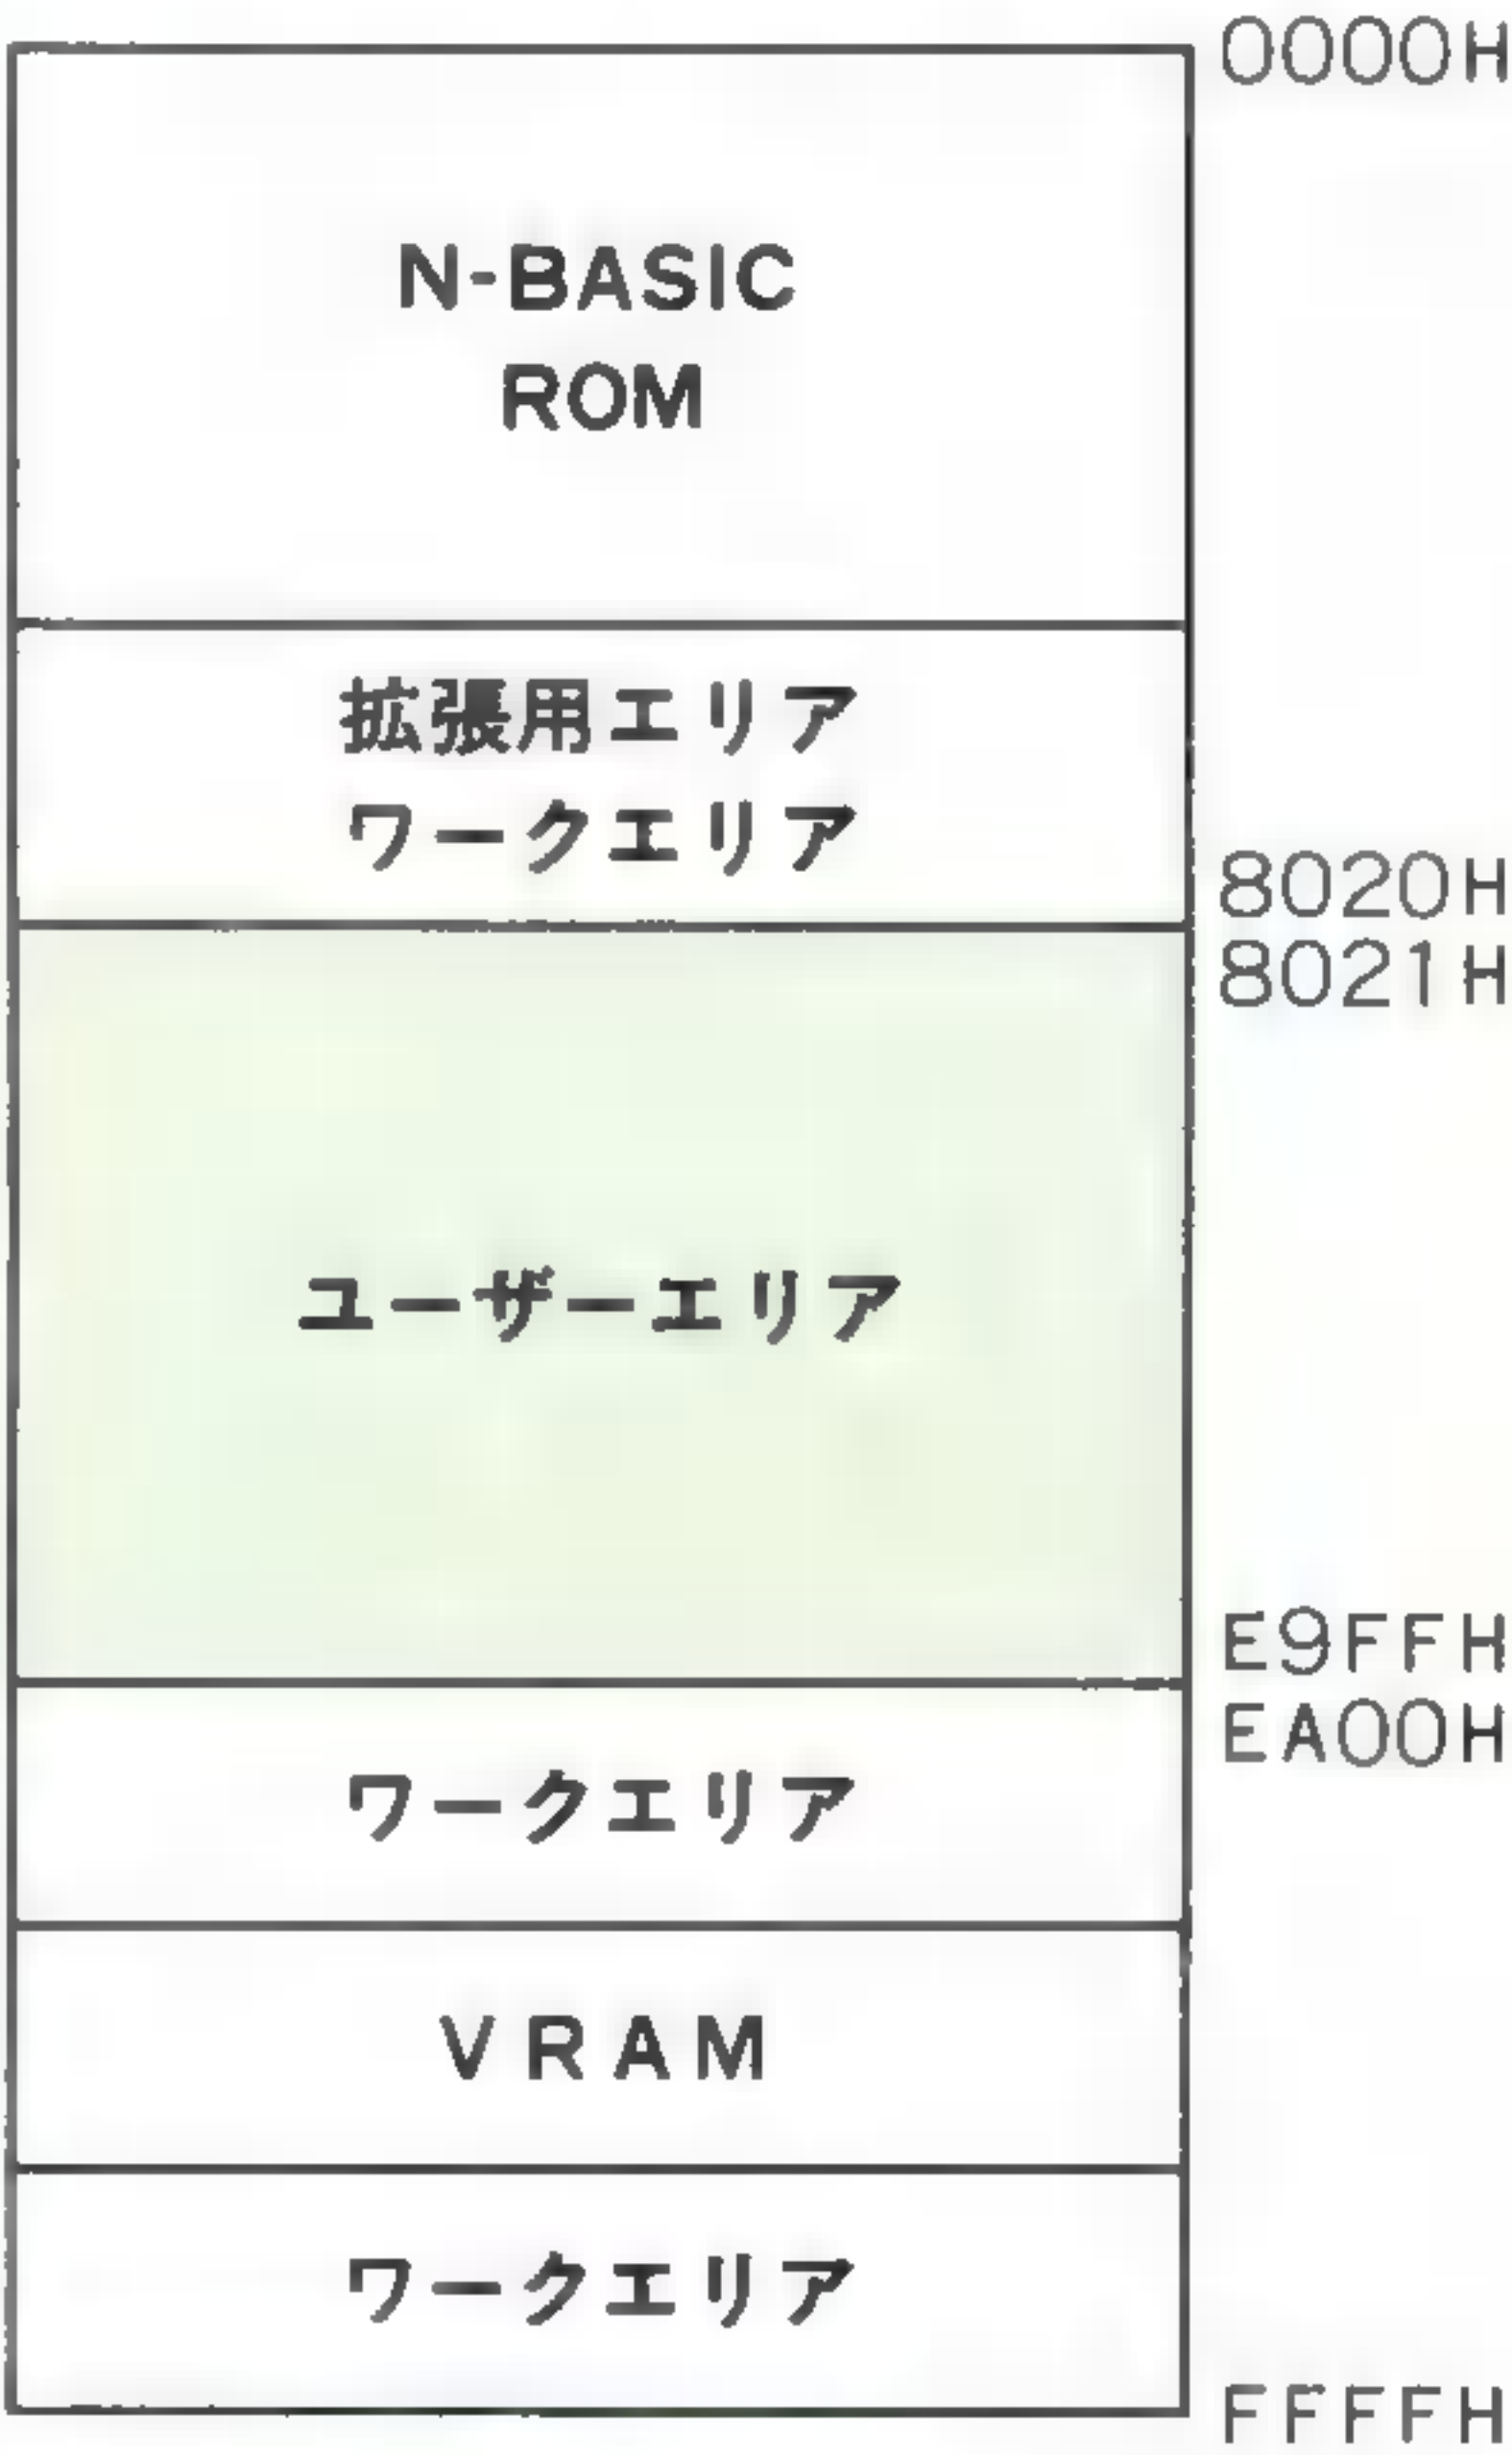 0000H
N-BASIC
ROM
拡張用エリア
ワークエリア
8020H
8021H
ユーザーエリア
E9FFH
EA00H
ワークエリア
VRAM
ワークエリア
FFFFH